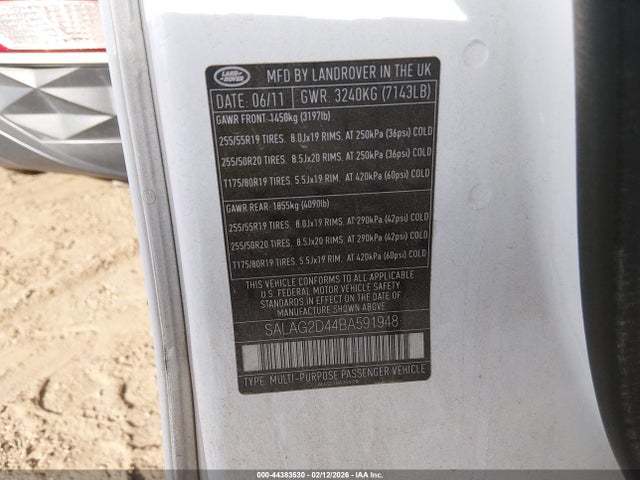 LAND ROVER
MFD BY LANDROVER IN THE UK
DATE: 06/11 GWR: 3240KG (7143LB)
GAWR FRONT: 1450kg (3197lb)
255/55R19 TIRES. 8.0Jx19 RIMS. AT 250kPa (36psi) COLD
255/50R20 TIRES. 8.5Jx20 RIMS. AT 250kPa (36psi) COLD
T175/80R19 TIRES. 5.5Jx19 RIM. AT 420kPa (60psi) COLD
GAWR REAR: 1855kg (4090lb)
255/55R19 TIRES. 8.0Jx19 RIMS. AT 290kPa (42psi) COLD
255/50R20 TIRES. 8.5Jx20 RIMS. AT 290kPa (42psi) COLD
T175/80R19 TIRES. 5.5Jx19 RIM. AT 420kPa (60psi) COLD
THIS VEHICLE CONFORMS TO ALL APPLICABLE
U.S. FEDERAL MOTOR VEHICLE SAFETY
STANDARDS IN EFFECT ON THE DATE OF
MANUFACTURE SHOWN ABOVE.
SALAG2D44BA591948
TYPE: MULTI-PURPOSE PASSENGER VEHICLE
000-44383530 - 02/12/2026 - IAA, Inc.